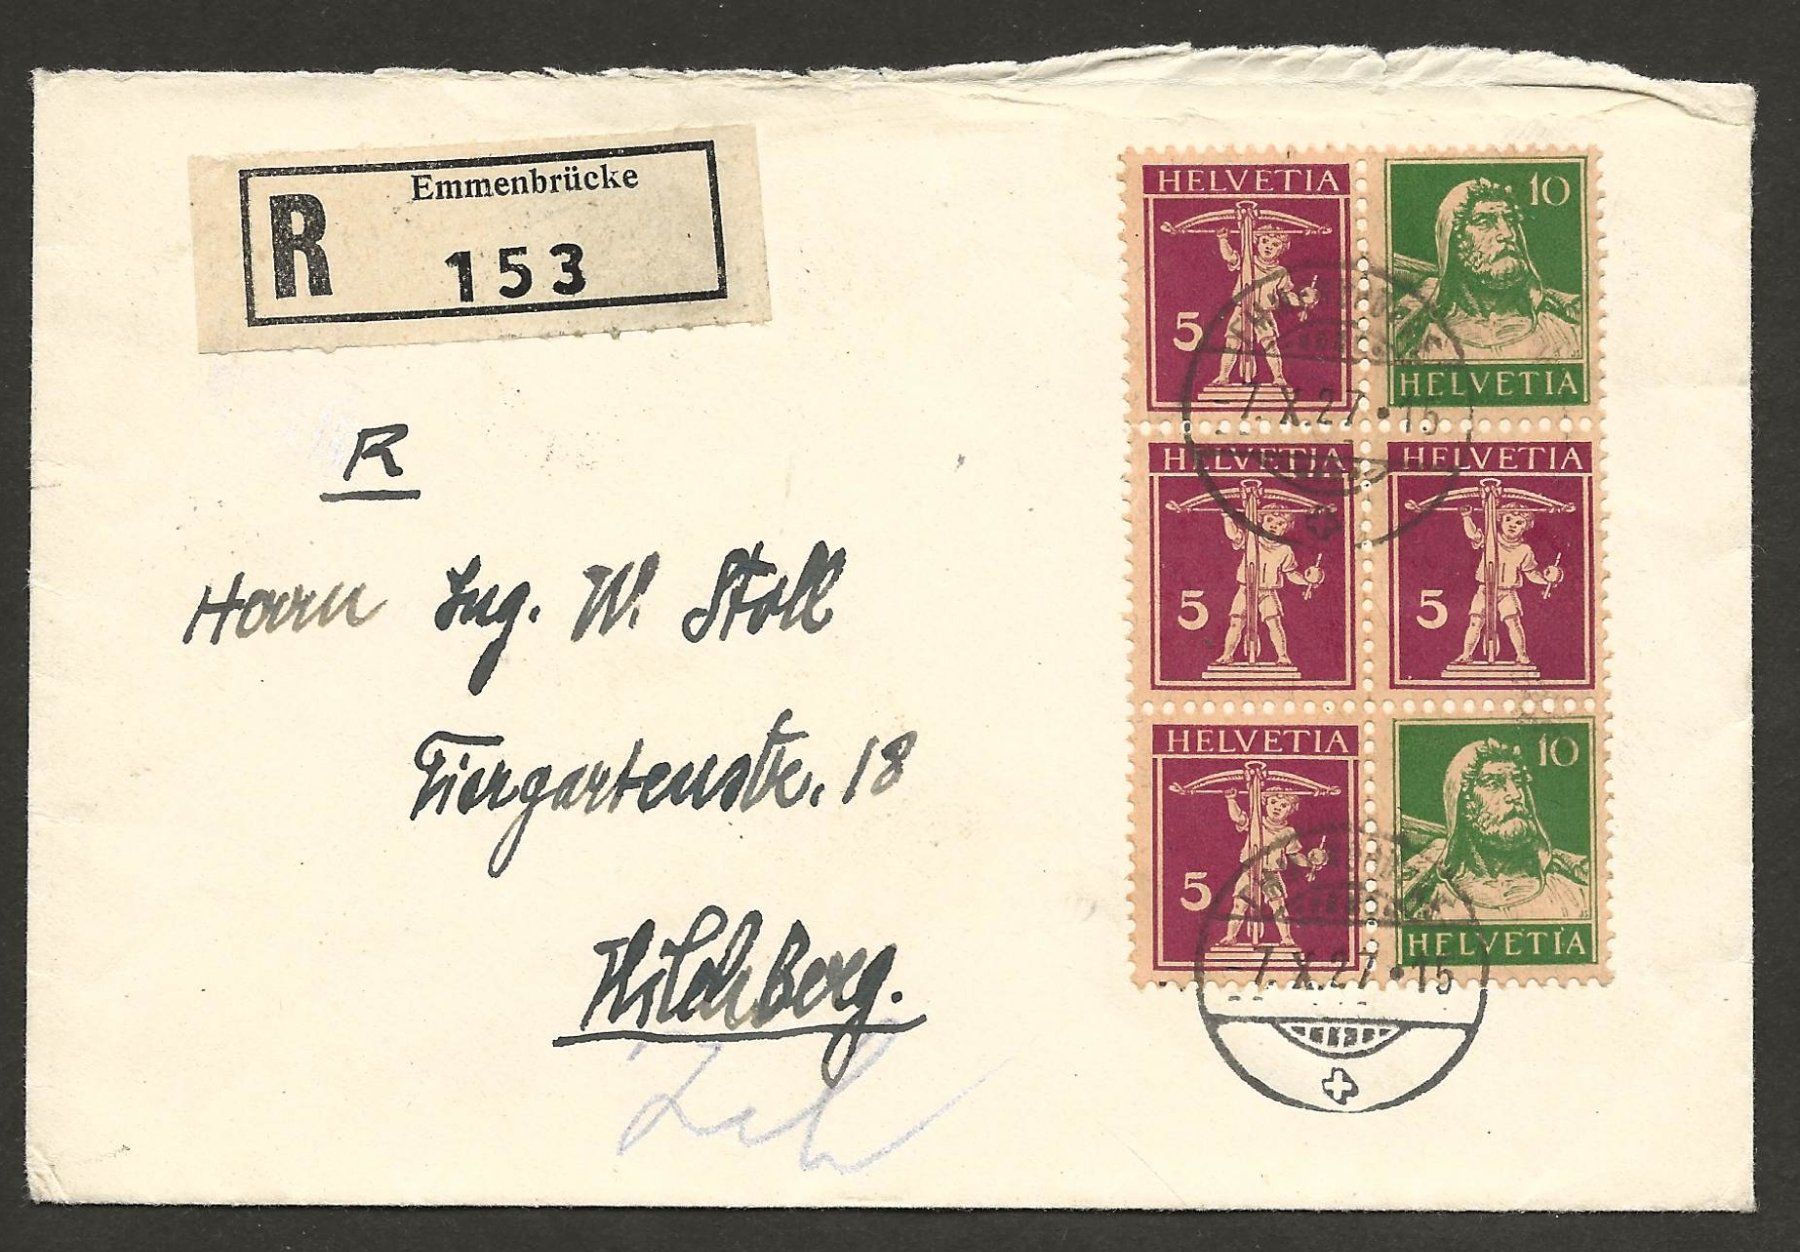 Emmenbrücke
R 153
R
Herrn Ing. W. Stoll
Tiergartenstr. 18
Kilchberg.
Zch
HELVETIA
5
10
HELVETIA
-7.X.27•15
HELVETIA
5
HELVETIA
5
HELVETIA
5
10
HELVETIA
-7.X.27•15